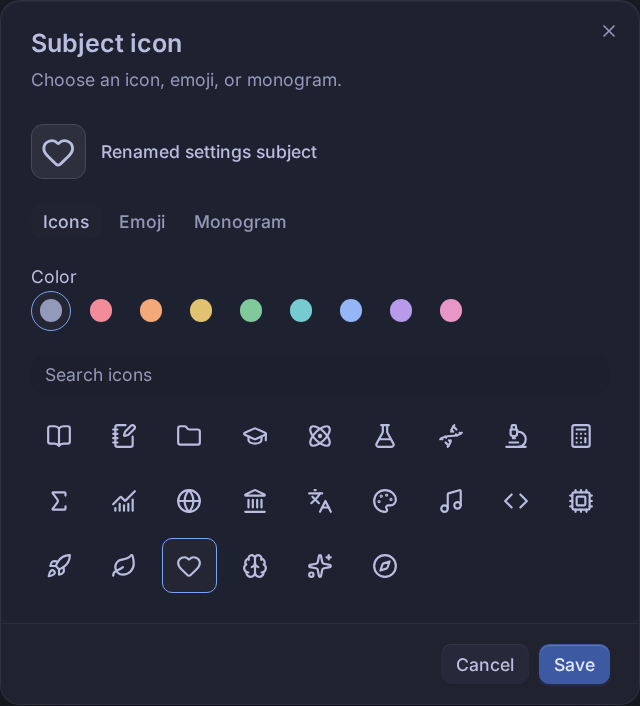 Subject icon
Choose an icon, emoji, or monogram.
Renamed settings subject
Icons Emoji Monogram
Color
Search icons
Cancel Save